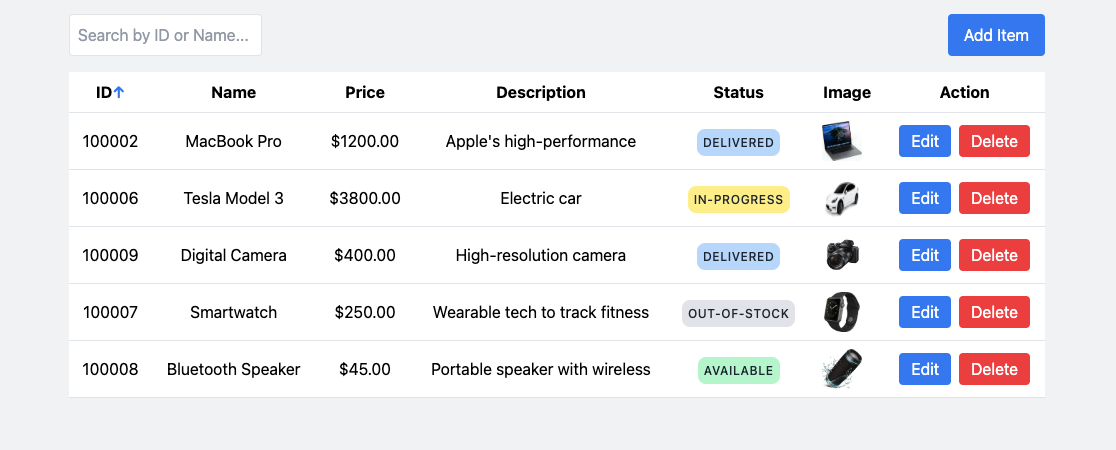 Search by ID or Name...
Add Item
ID↑ Name Price Description Status Image Action
100002 MacBook Pro $1200.00 Apple's high-performance DELIVERED Edit Delete
100006 Tesla Model 3 $3800.00 Electric car IN-PROGRESS Edit Delete
100009 Digital Camera $400.00 High-resolution camera DELIVERED Edit Delete
100007 Smartwatch $250.00 Wearable tech to track fitness OUT-OF-STOCK Edit Delete
100008 Bluetooth Speaker $45.00 Portable speaker with wireless AVAILABLE Edit Delete